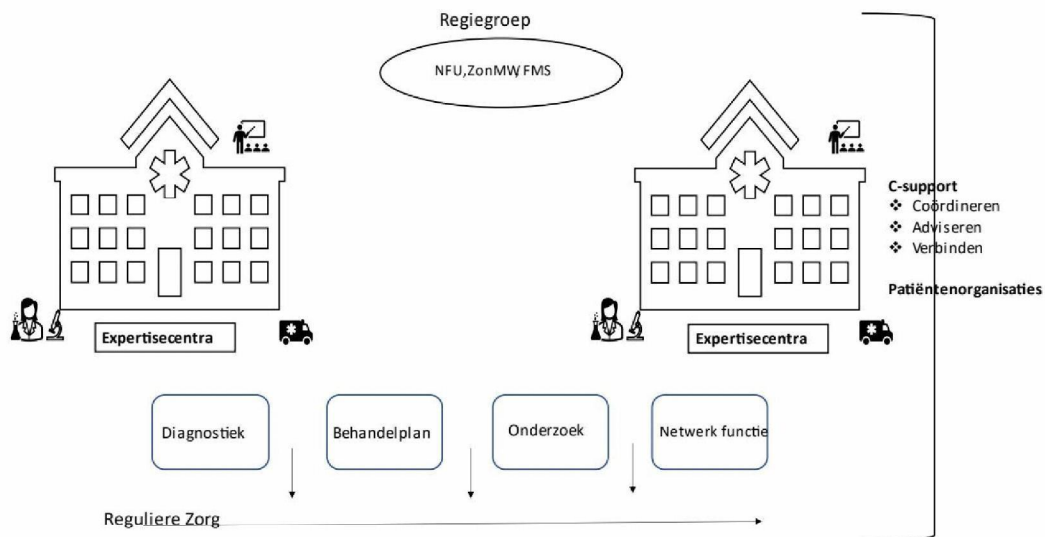 Regiegroep
NFU,ZonMW,FMS
C-support
❖ Coördineren
❖ Adviseren
❖ Verbinden
Patiëntenorganisaties
Expertisecentra
Expertisecentra
Diagnostiek
Behandelplan
Onderzoek
Netwerk functie
Reguliere Zorg